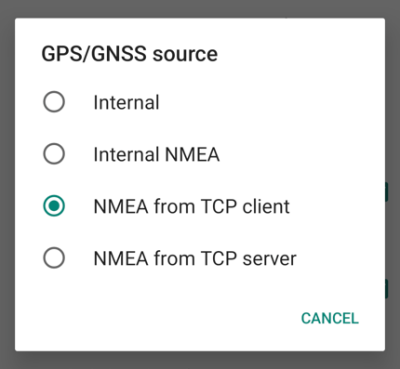 GPS/GNSS source
Internal
Internal NMEA
NMEA from TCP client
NMEA from TCP server
CANCEL